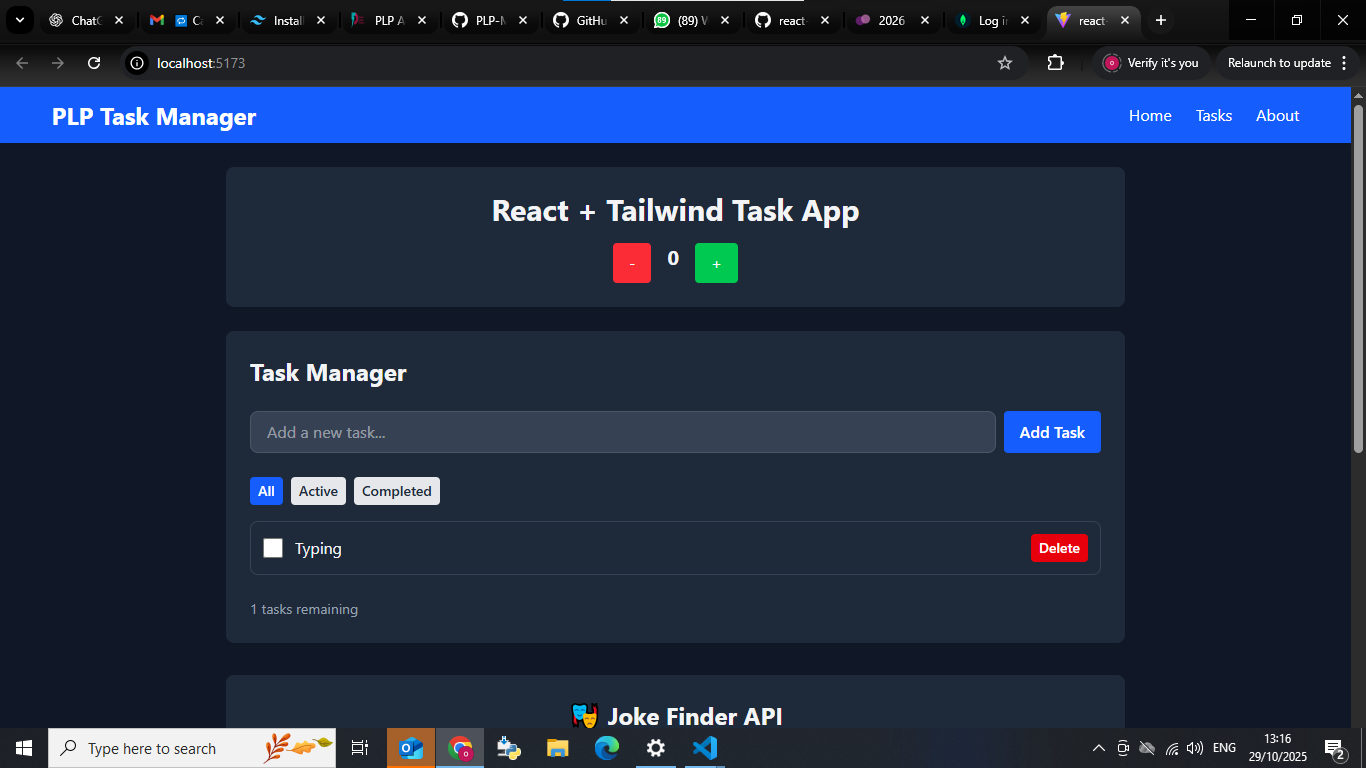 ChatG
Ca
Install
PLP A
PLP-M
GitHu
(89) W
react-
2026
Log in
react-
localhost:5173
Verify it's you
Relaunch to update
PLP Task Manager
Home Tasks About
React + Tailwind Task App
- 0 +
Task Manager
Add a new task... Add Task
All Active Completed
Typing Delete
1 tasks remaining
Joke Finder API
Type here to search
ENG
13:16
29/10/2025
2